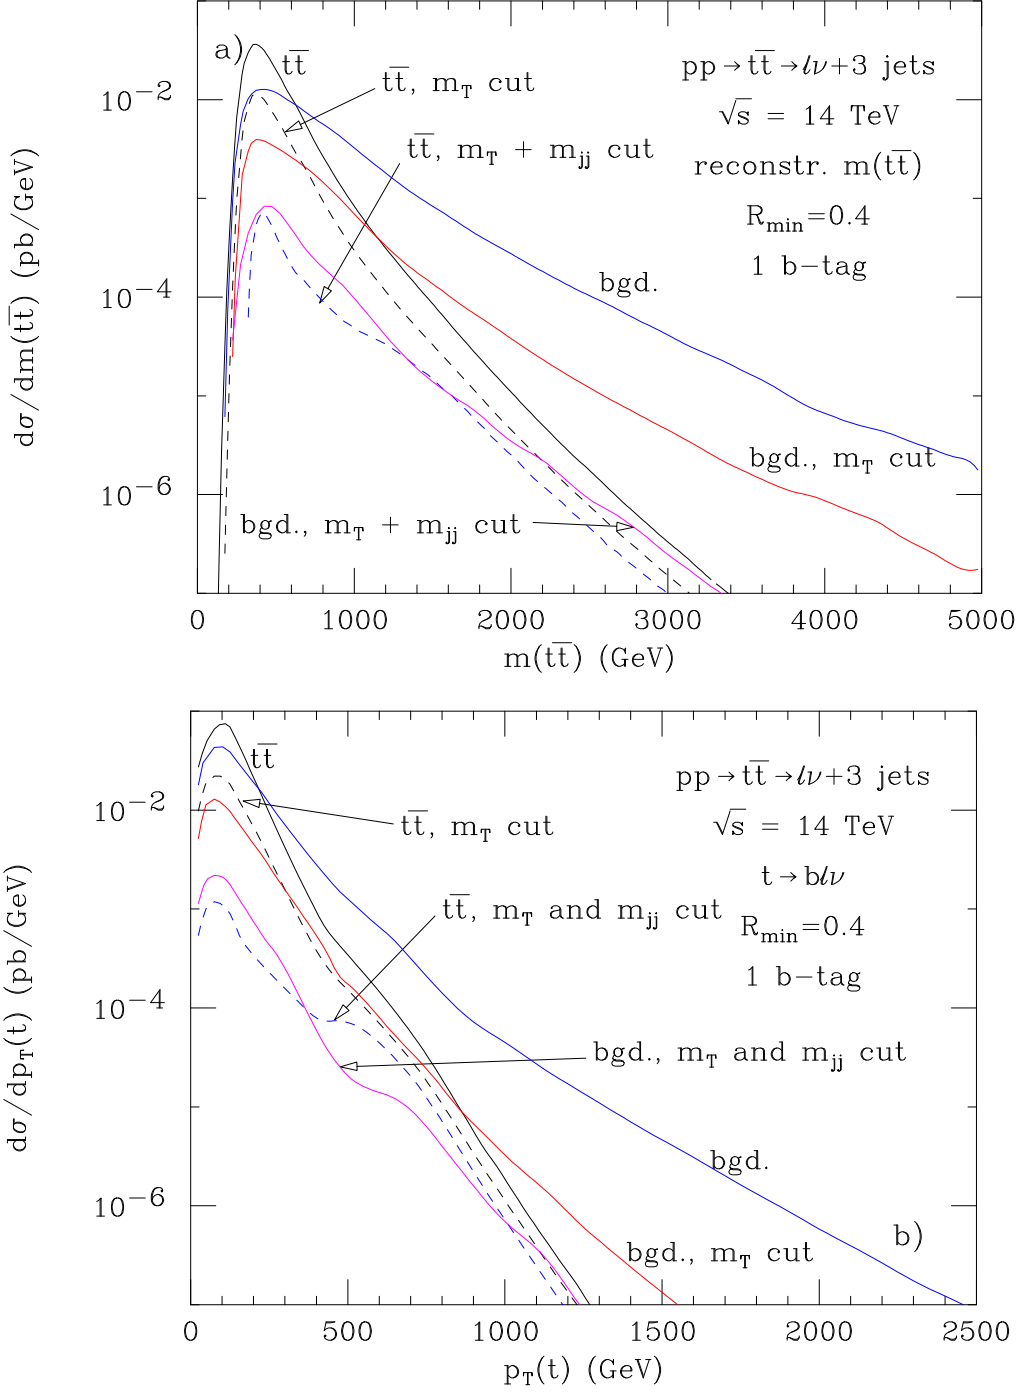 a)
tt̅
tt̅, m_T cut
tt̅, m_T + m_jj cut
pp→tt̅→lν+3 jets
√s = 14 TeV
reconstr. m(tt̅)
R_min=0.4
1 b−tag
bgd.
bgd., m_T cut
bgd., m_T + m_jj cut
dσ/dm(tt̅) (pb/GeV)
10^−2
10^−4
10^−6
0 1000 2000 3000 4000 5000
m(tt̅) (GeV)
tt̅
tt̅, m_T cut
tt̅, m_T and m_jj cut
pp→tt̅→lν+3 jets
√s = 14 TeV
t→blν
R_min=0.4
1 b−tag
bgd., m_T and m_jj cut
bgd.
b)
bgd., m_T cut
dσ/dp_T(t) (pb/GeV)
10^−2
10^−4
10^−6
0 500 1000 1500 2000 2500
p_T(t) (GeV)